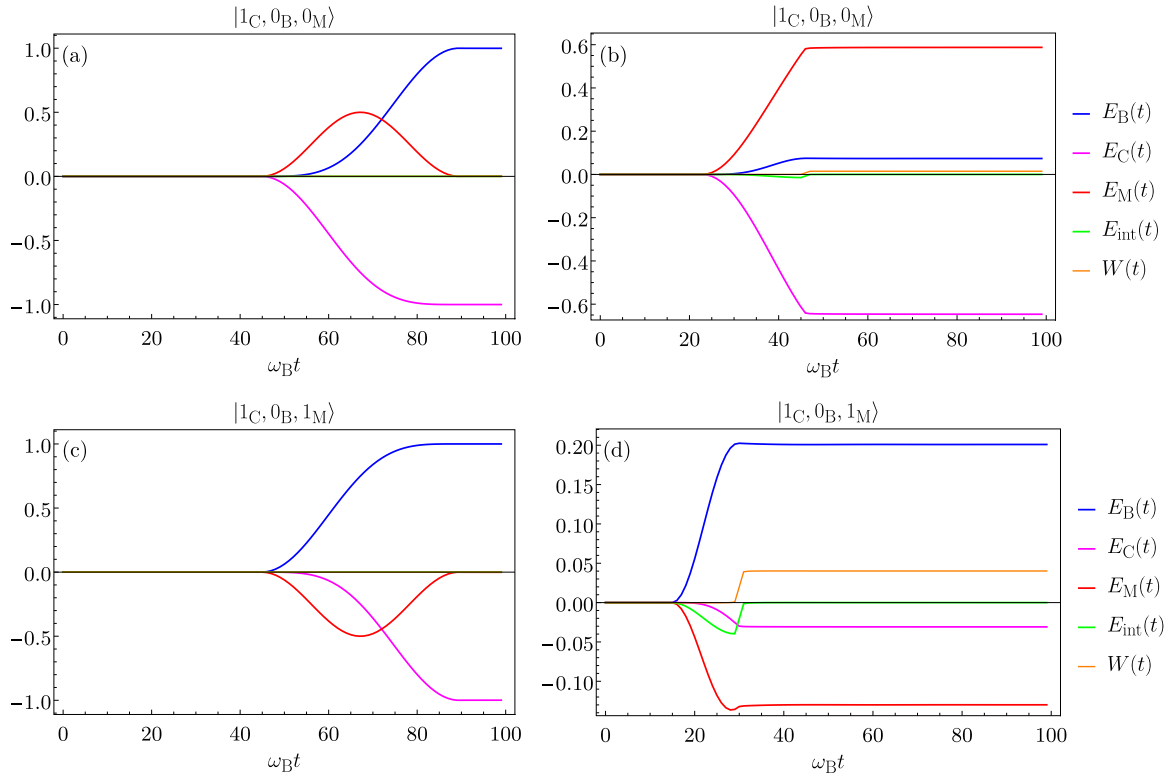 |1_C, 0_B, 0_M⟩
(a)
1.0
0.5
0.0
−0.5
−1.0
0 20 40 60 80 100
ω_B t
|1_C, 0_B, 0_M⟩
(b)
0.6
0.4
0.2
0.0
−0.2
−0.4
−0.6
0 20 40 60 80 100
ω_B t
E_B(t)
E_C(t)
E_M(t)
E_int(t)
W(t)
|1_C, 0_B, 1_M⟩
(c)
1.0
0.5
0.0
−0.5
−1.0
0 20 40 60 80 100
ω_B t
|1_C, 0_B, 1_M⟩
(d)
0.20
0.15
0.10
0.05
0.00
−0.05
−0.10
0 20 40 60 80 100
ω_B t
E_B(t)
E_C(t)
E_M(t)
E_int(t)
W(t)